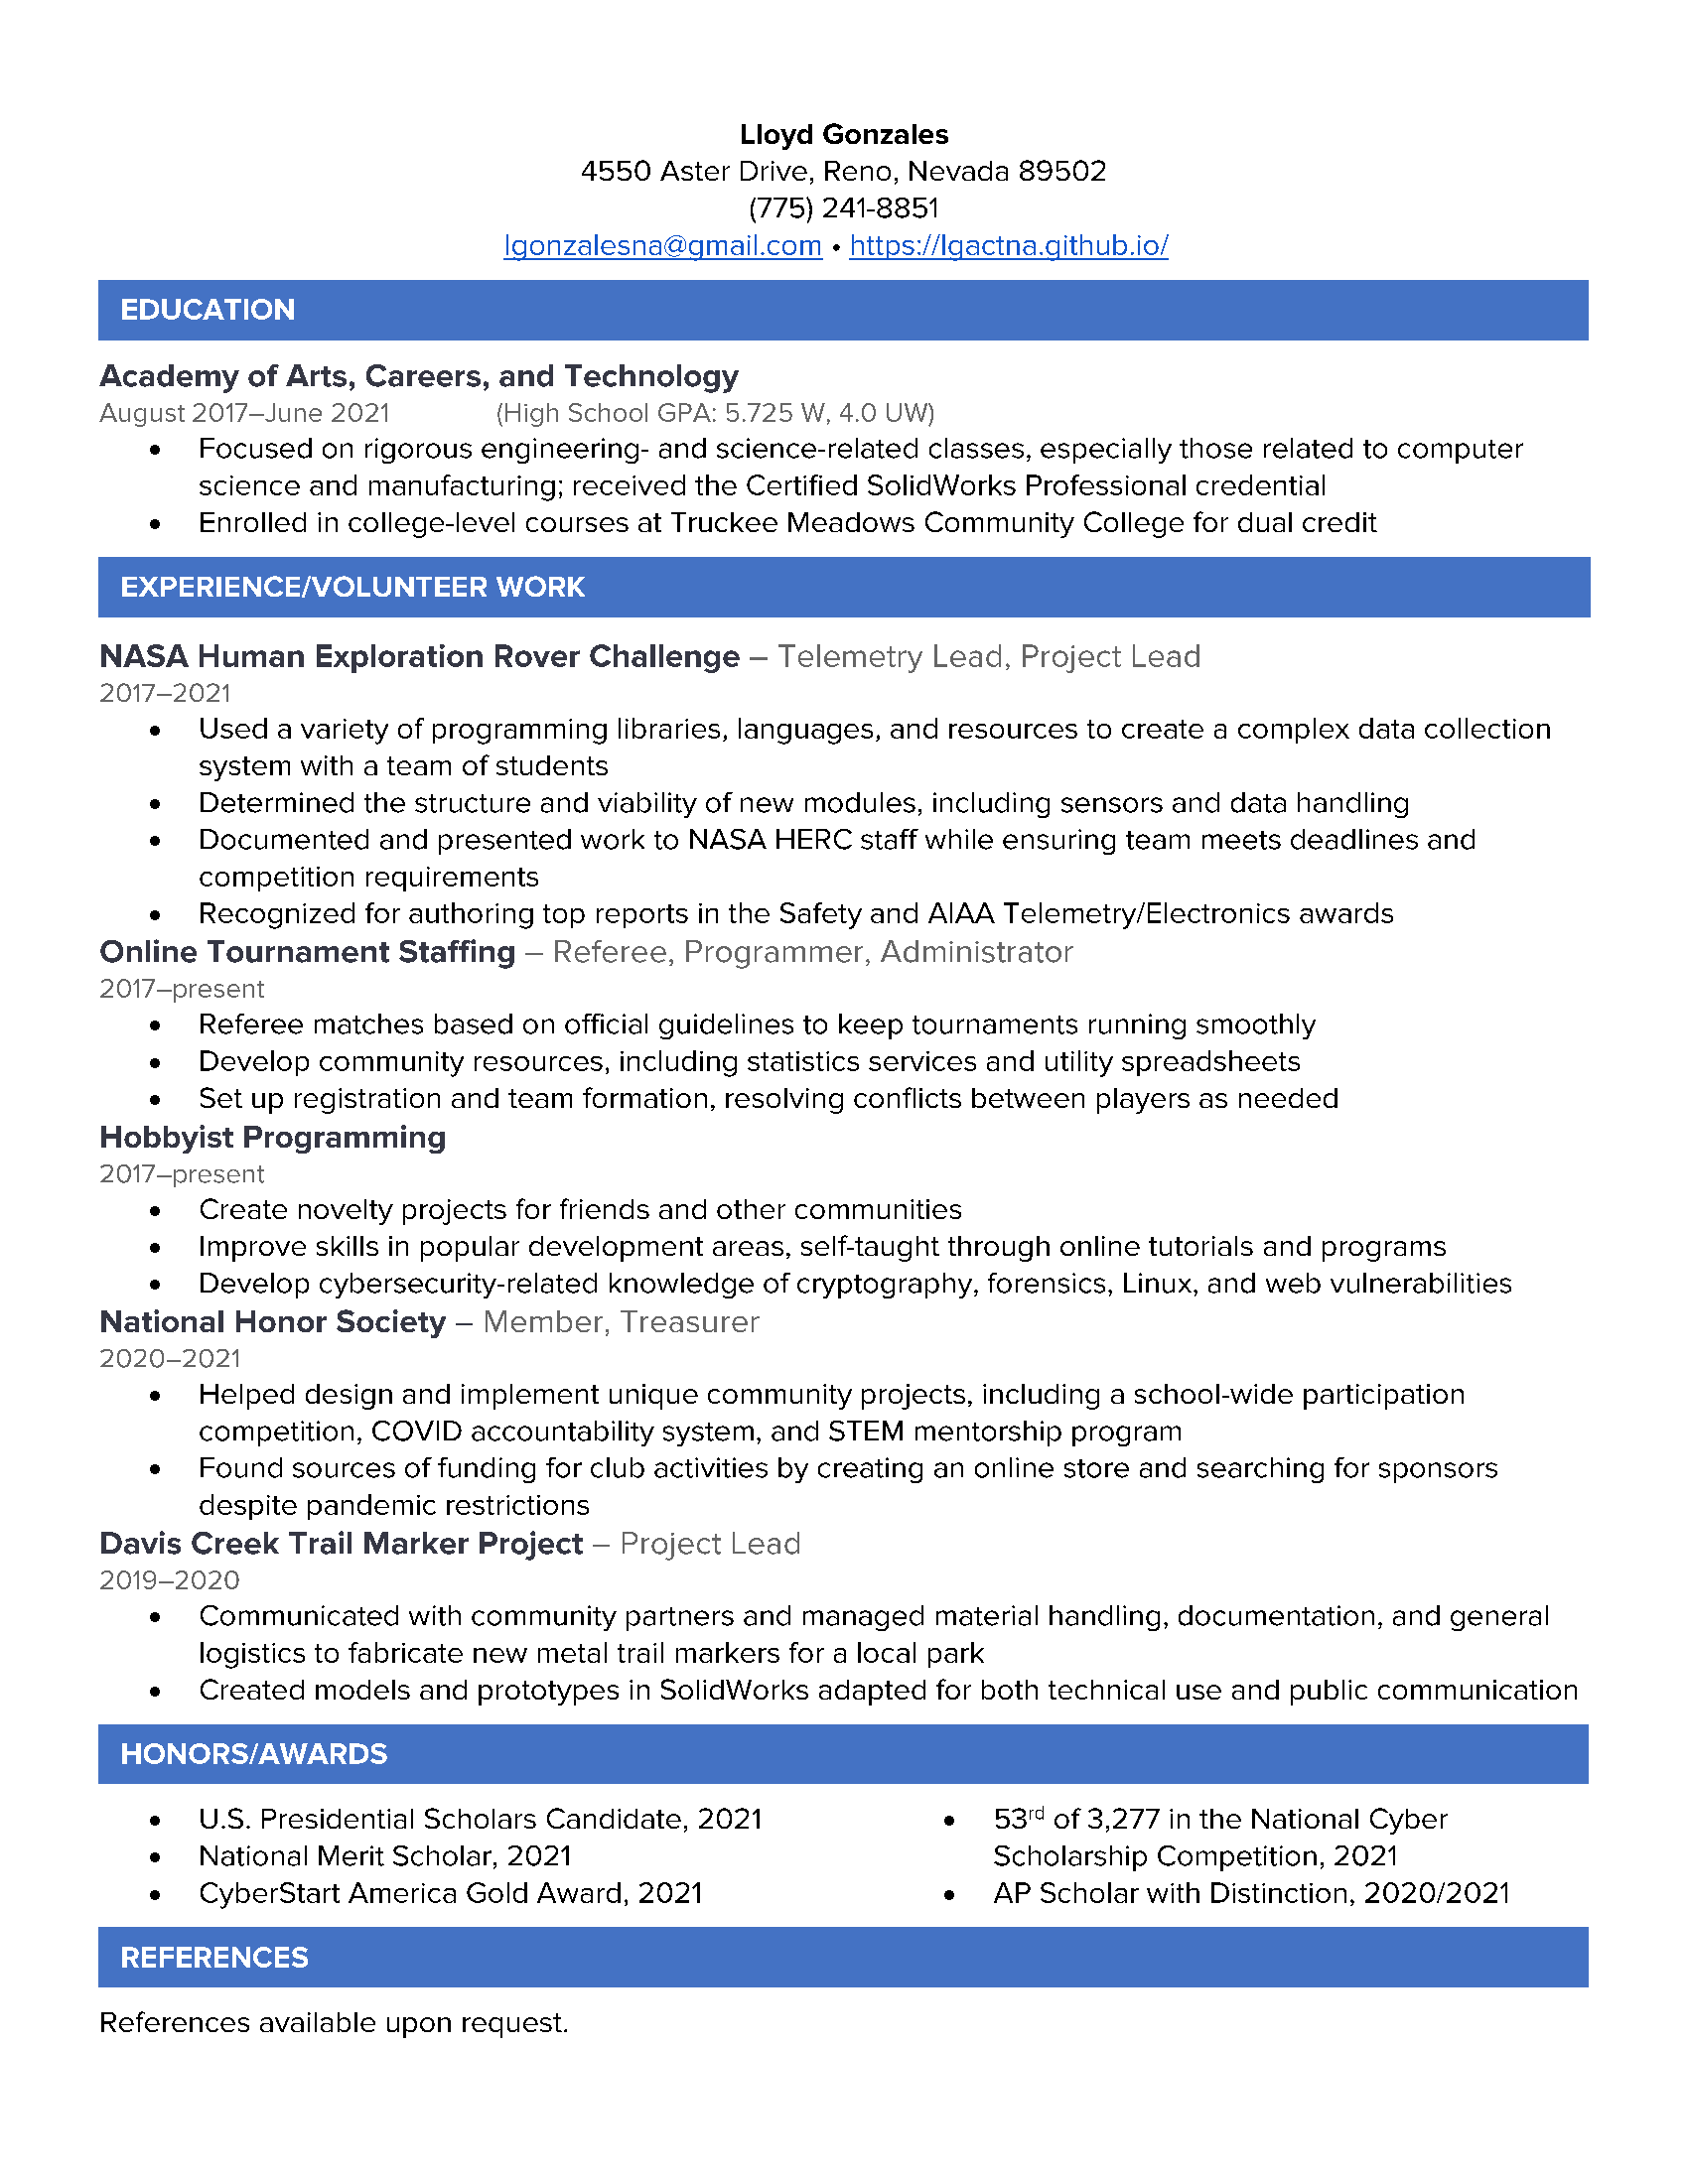 Lloyd Gonzales
4550 Aster Drive, Reno, Nevada 89502
(775) 241-8851
lgonzalesna@gmail.com • https://lgactna.github.io/
EDUCATION
Academy of Arts, Careers, and Technology
August 2017–June 2021 (High School GPA: 5.725 W, 4.0 UW)
• Focused on rigorous engineering- and science-related classes, especially those related to computer
science and manufacturing; received the Certified SolidWorks Professional credential
• Enrolled in college-level courses at Truckee Meadows Community College for dual credit
EXPERIENCE/VOLUNTEER WORK
NASA Human Exploration Rover Challenge – Telemetry Lead, Project Lead
2017–2021
• Used a variety of programming libraries, languages, and resources to create a complex data collection
system with a team of students
• Determined the structure and viability of new modules, including sensors and data handling
• Documented and presented work to NASA HERC staff while ensuring team meets deadlines and
competition requirements
• Recognized for authoring top reports in the Safety and AIAA Telemetry/Electronics awards
Online Tournament Staffing – Referee, Programmer, Administrator
2017–present
• Referee matches based on official guidelines to keep tournaments running smoothly
• Develop community resources, including statistics services and utility spreadsheets
• Set up registration and team formation, resolving conflicts between players as needed
Hobbyist Programming
2017–present
• Create novelty projects for friends and other communities
• Improve skills in popular development areas, self-taught through online tutorials and programs
• Develop cybersecurity-related knowledge of cryptography, forensics, Linux, and web vulnerabilities
National Honor Society – Member, Treasurer
2020–2021
• Helped design and implement unique community projects, including a school-wide participation
competition, COVID accountability system, and STEM mentorship program
• Found sources of funding for club activities by creating an online store and searching for sponsors
despite pandemic restrictions
Davis Creek Trail Marker Project – Project Lead
2019–2020
• Communicated with community partners and managed material handling, documentation, and general
logistics to fabricate new metal trail markers for a local park
• Created models and prototypes in SolidWorks adapted for both technical use and public communication
HONORS/AWARDS
• U.S. Presidential Scholars Candidate, 2021
• National Merit Scholar, 2021
• CyberStart America Gold Award, 2021
• 53rd of 3,277 in the National Cyber
Scholarship Competition, 2021
• AP Scholar with Distinction, 2020/2021
REFERENCES
References available upon request.